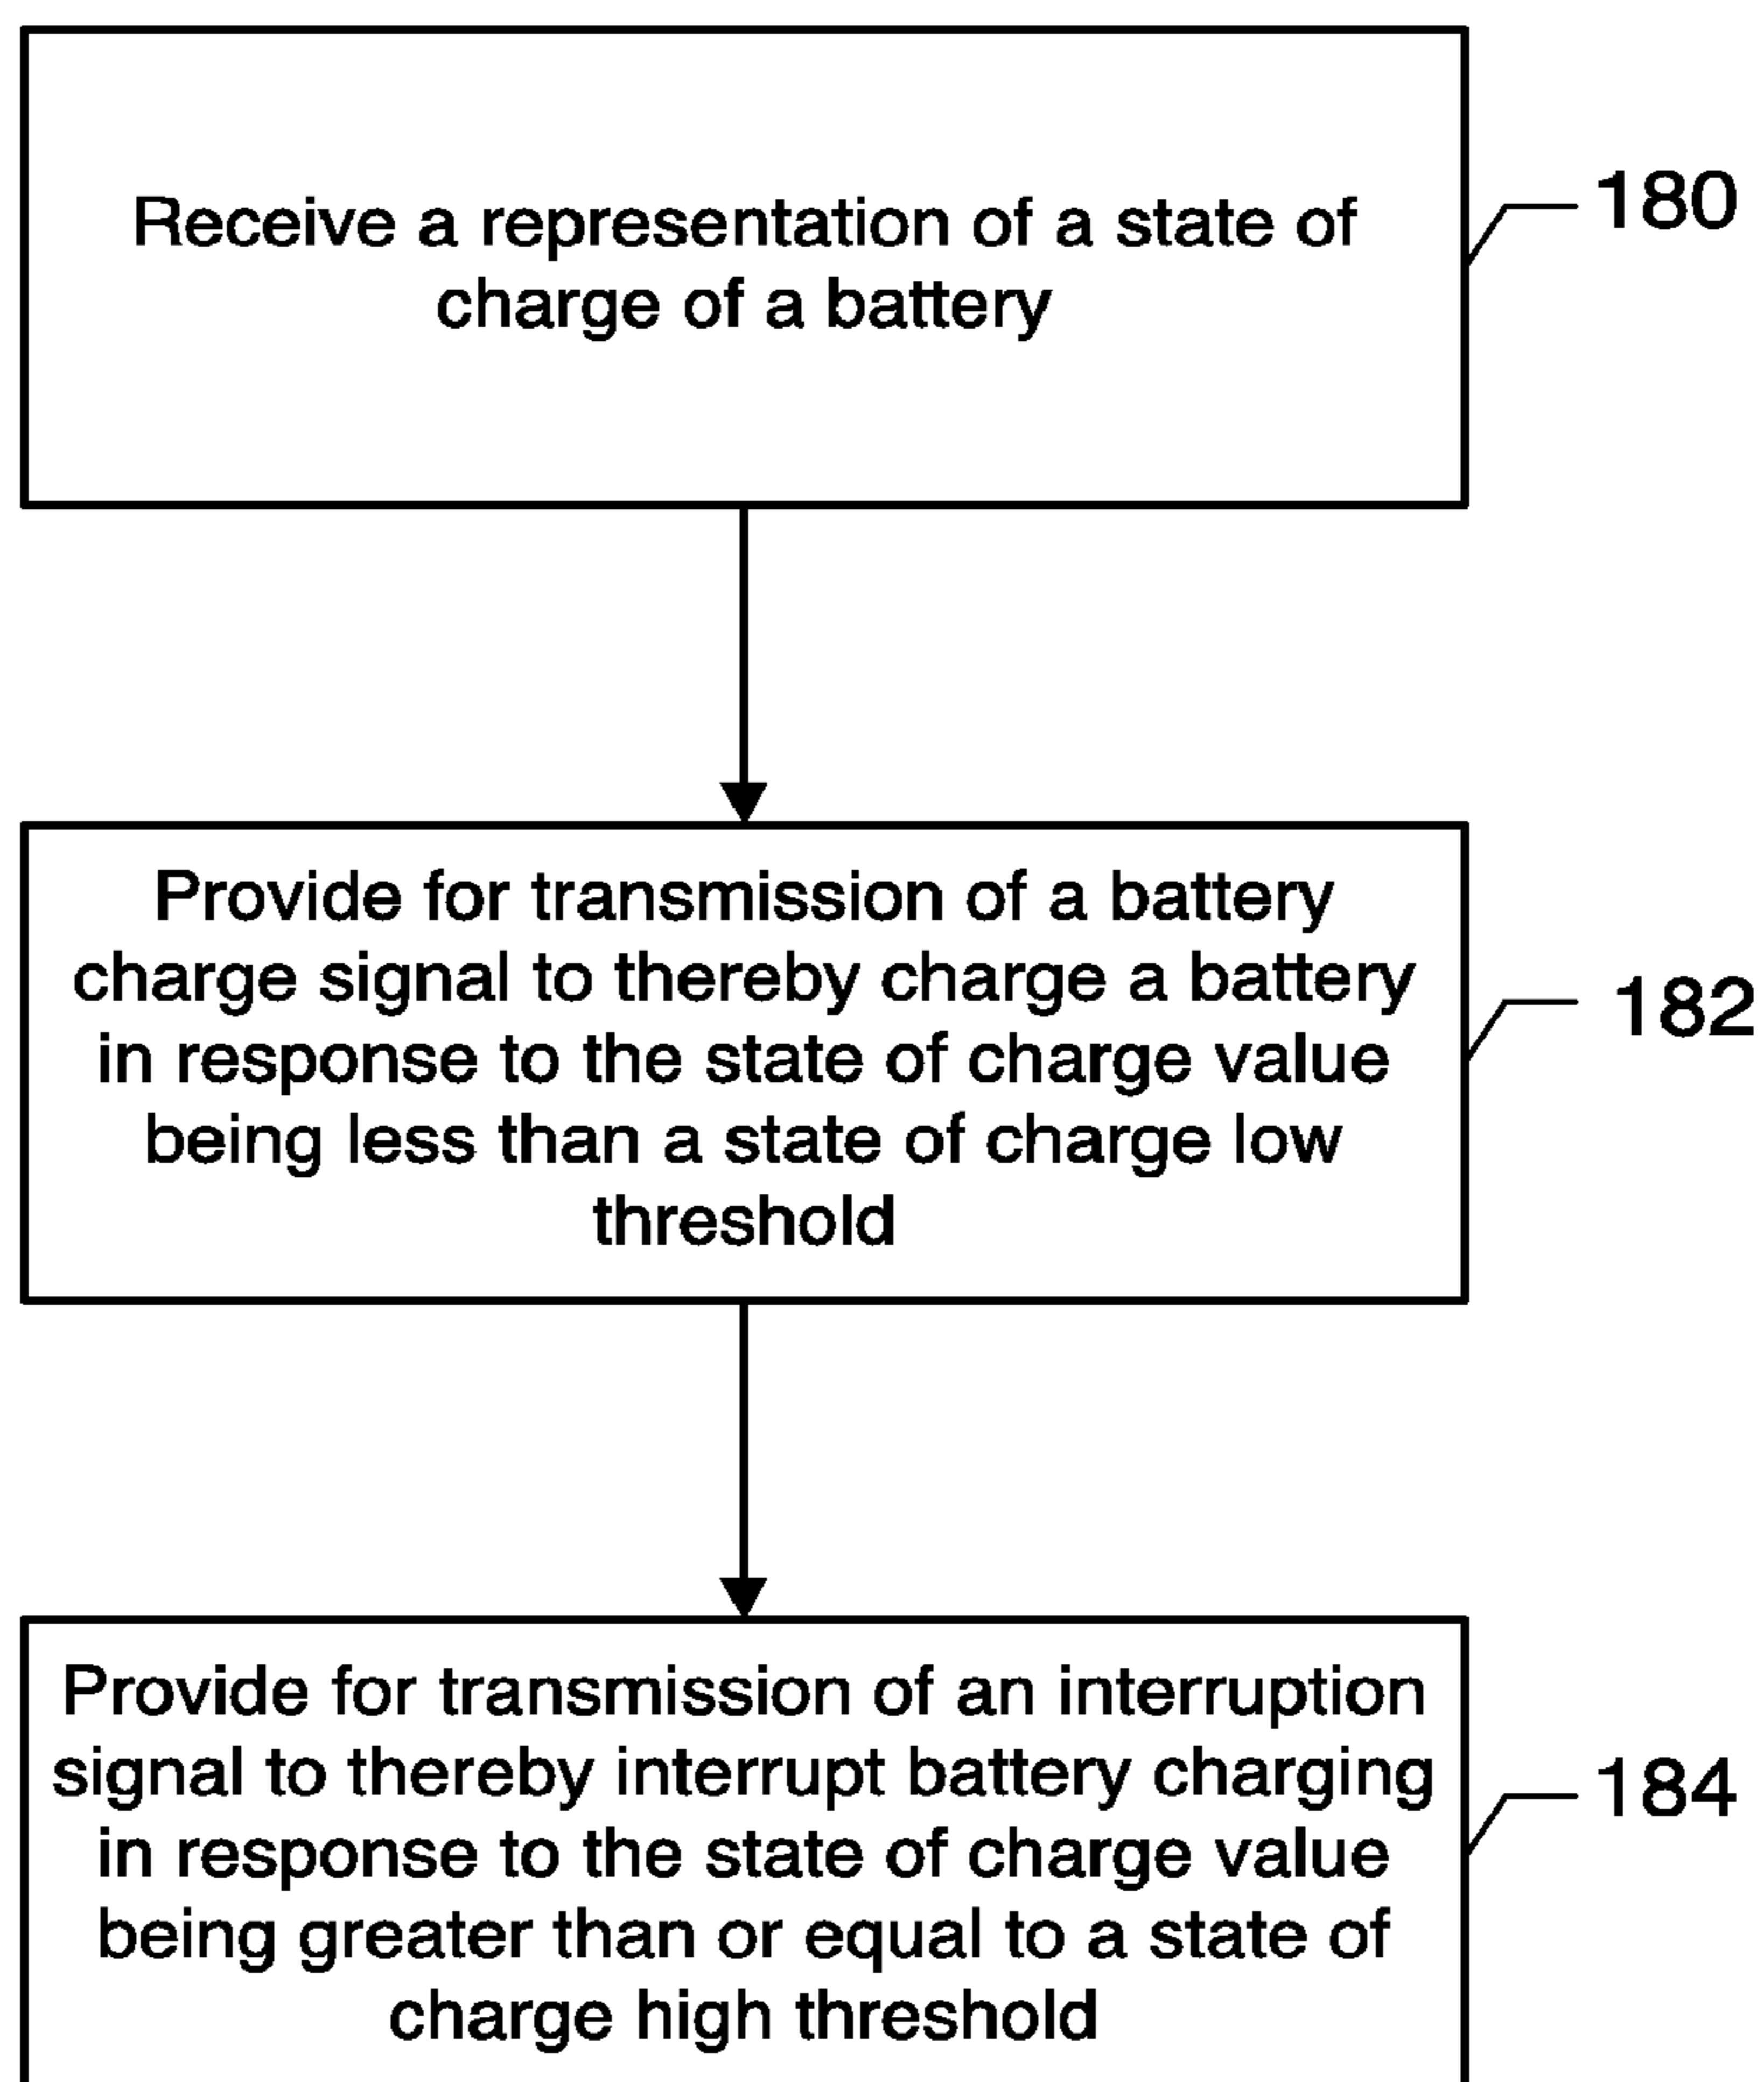 Receive a representation of a state of
charge of a battery
180
Provide for transmission of a battery
charge signal to thereby charge a battery
in response to the state of charge value
being less than a state of charge low
threshold
182
Provide for transmission of an interruption
signal to thereby interrupt battery charging
in response to the state of charge value
being greater than or equal to a state of
charge high threshold
184